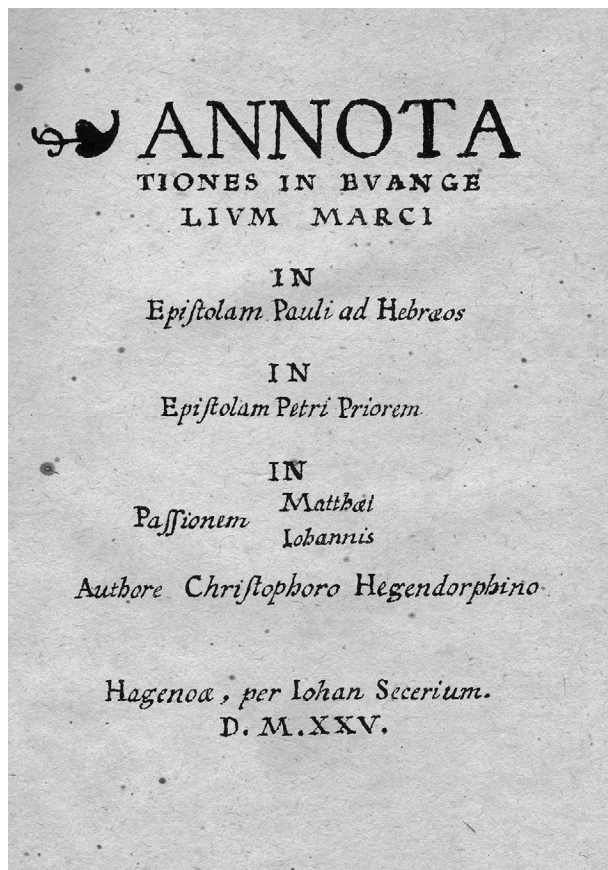 ❧ ANNOTA
TIONES IN EVANGE
LIVM MARCI
IN
Epiſtolam Pauli ad Hebræos
IN
Epiſtolam Petri Priorem
IN
Paſſionem Matthæi
Iohannis
Authore Chriſtophoro Hegendorphino
Hagenoæ, per Iohan Secerium.
D. M.XXV.